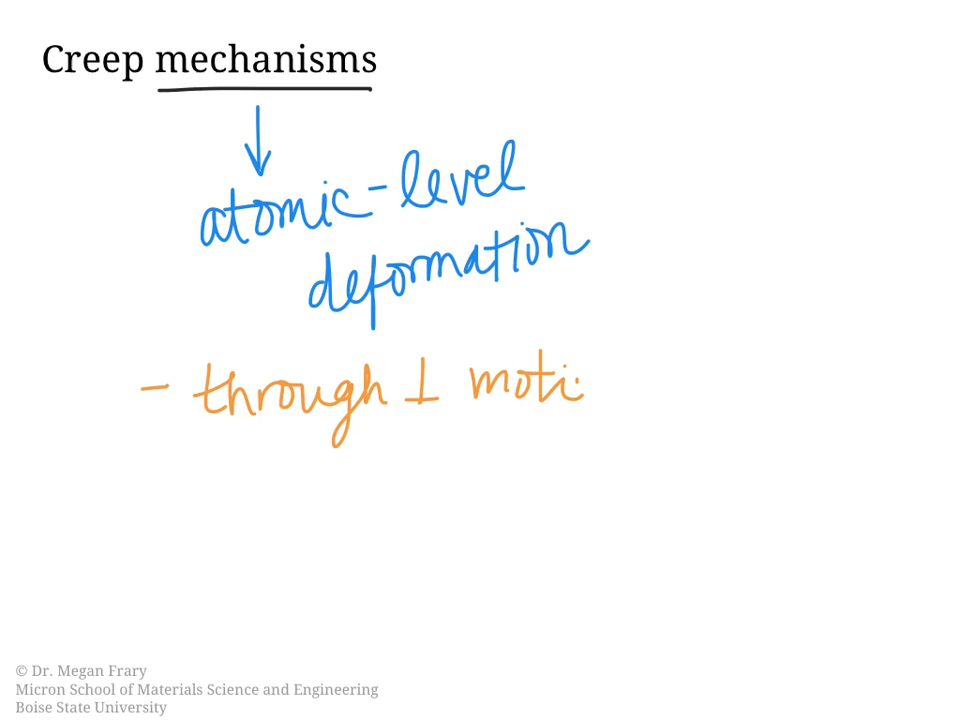 Creep mechanisms
atomic-level
deformation
- through ⊥ moti
© Dr. Megan Frary
Micron School of Materials Science and Engineering
Boise State University